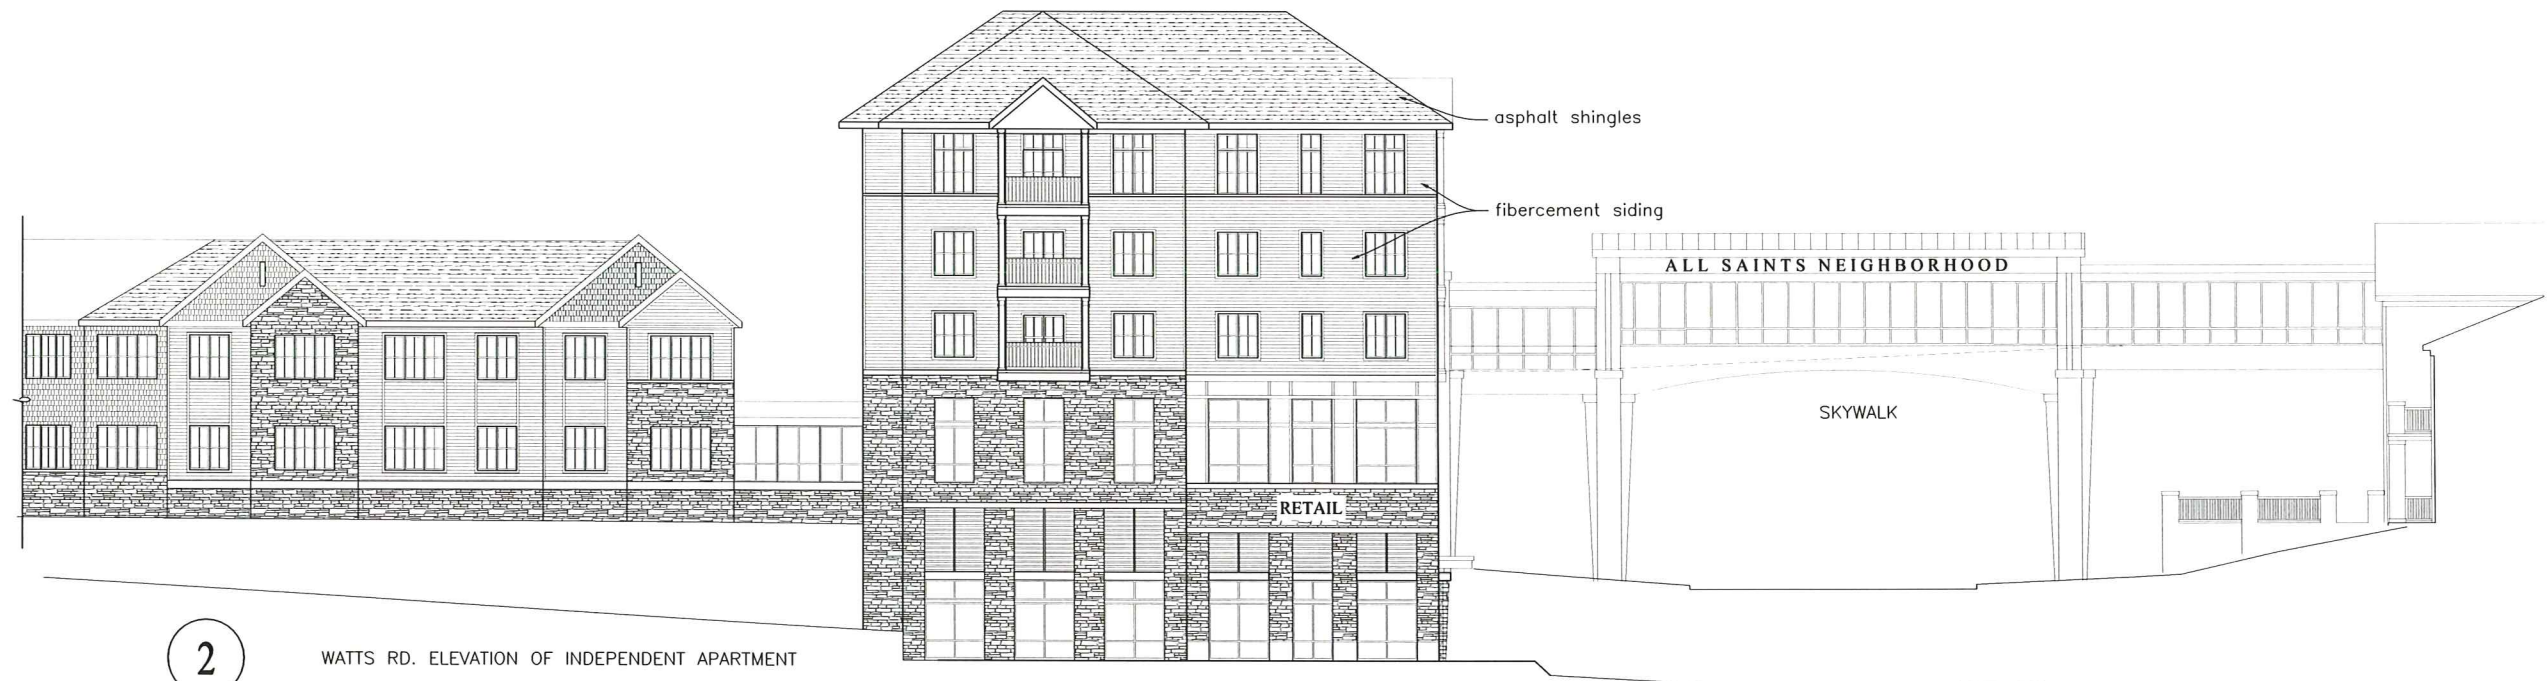 asphalt shingles
fibercement siding
ALL SAINTS NEIGHBORHOOD
SKYWALK
RETAIL
2
WATTS RD. ELEVATION OF INDEPENDENT APARTMENT